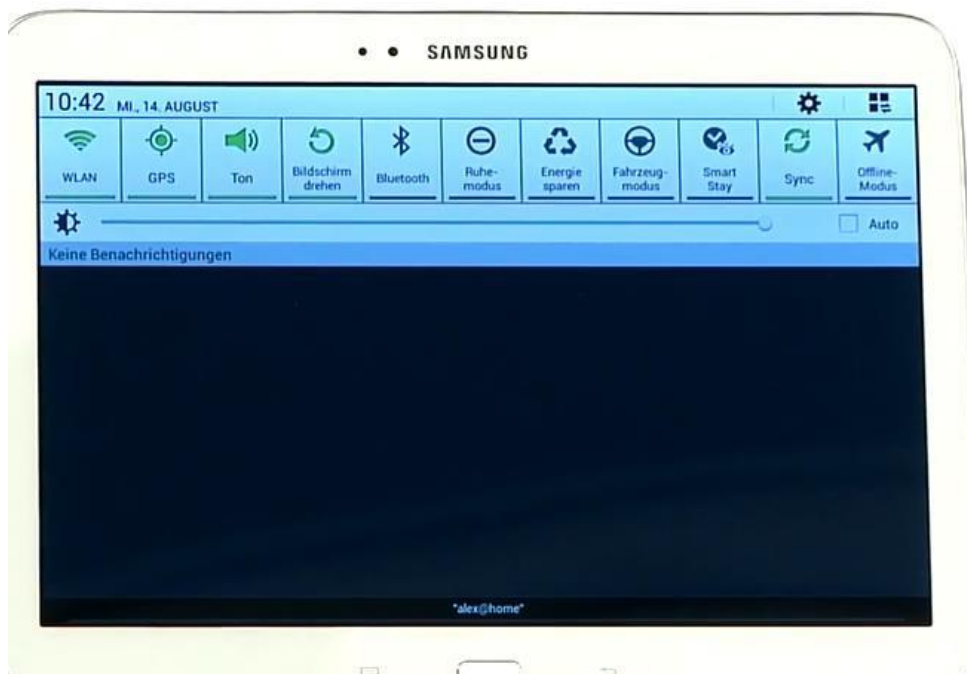 SAMSUNG
10:42 MI., 14. AUGUST
WLAN
GPS
Ton
Bildschirm
drehen
Bluetooth
Ruhe-
modus
Energie
sparen
Fahrzeug-
modus
Smart
Stay
Sync
Offline-
Modus
Auto
Keine Benachrichtigungen
"alex@home"